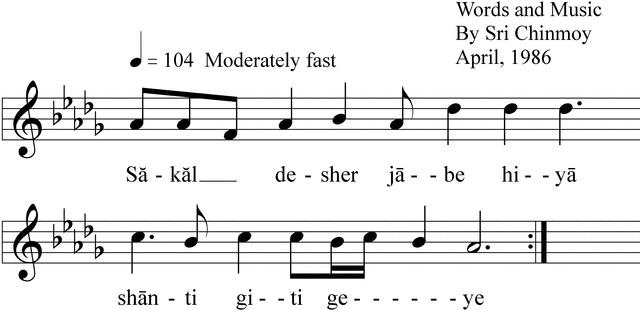 Words and Music
By Sri Chinmoy
= 104 Moderately fast
April, 1986
Să - kăl___ de - sher jā - - be hi - - yā
shān - ti gi - - ti ge - - - - - - ye